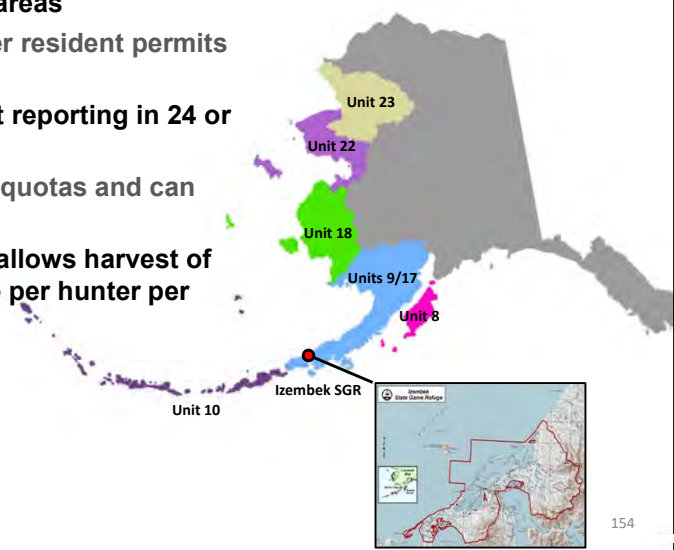 areas
er resident permits
t reporting in 24 or
quotas and can
allows harvest of
per hunter per
Unit 23
Unit 22
Unit 18
Units 9/17
Unit 8
Izembek SGR
Unit 10
Izembek
State Game Refuge
154